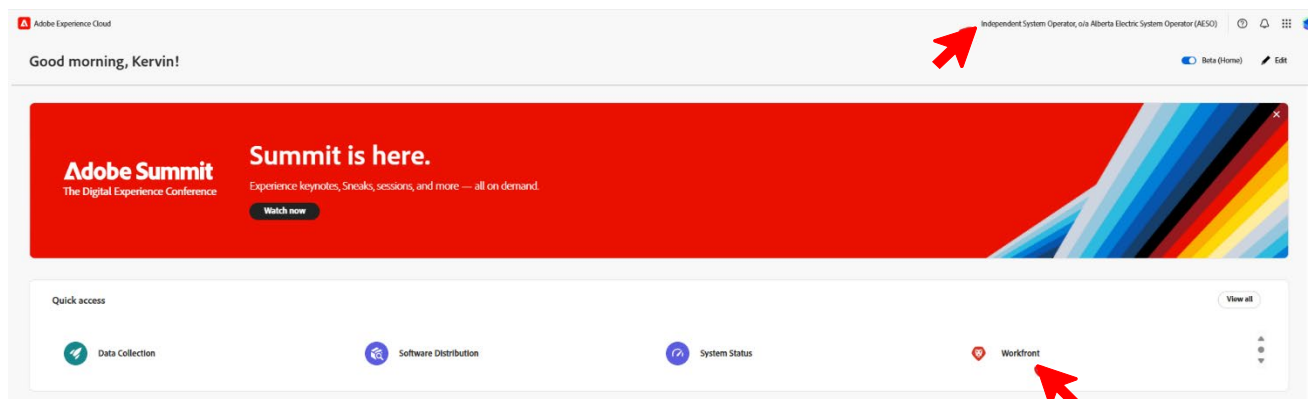 Adobe Experience Cloud
Independent System Operator, o/a Alberta Electric System Operator (AESO)
Good morning, Kervin!
Beta (Home)
Edit
Adobe Summit
The Digital Experience Conference
Summit is here.
Experience keynotes, Sneaks, sessions, and more — all on demand.
Watch now
Quick access
View all
Data Collection
Software Distribution
System Status
Workfront